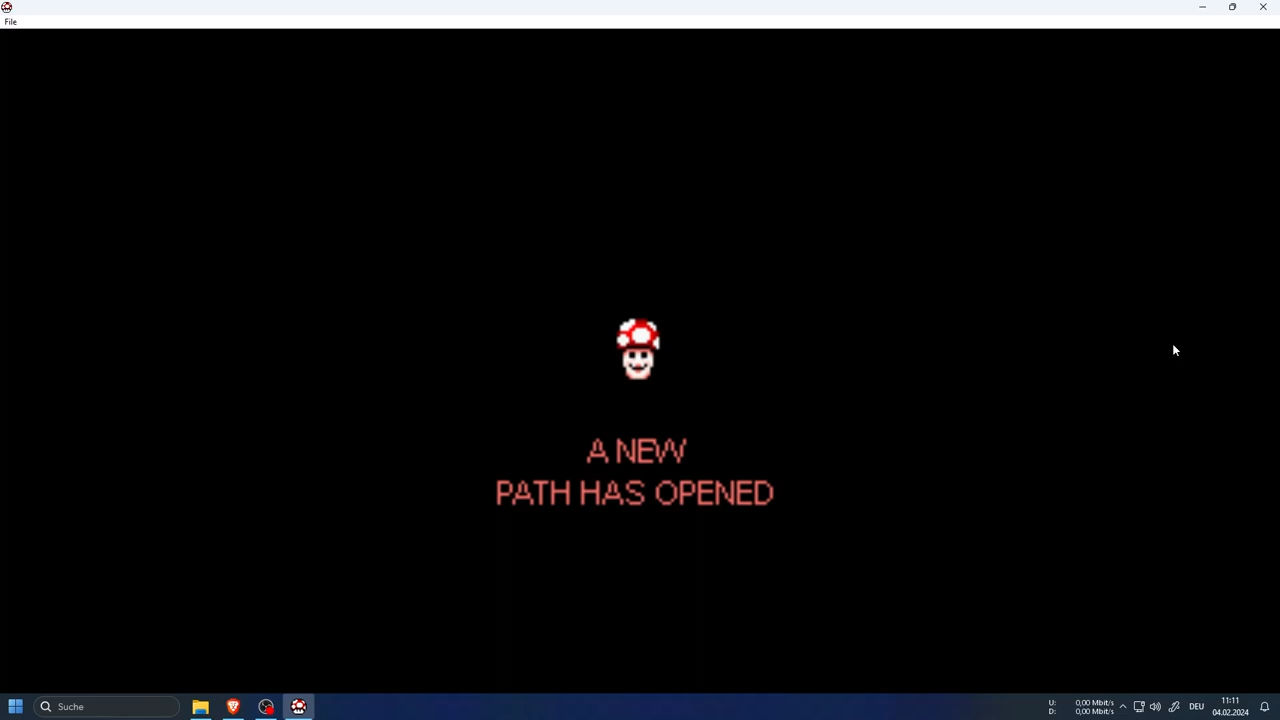 File
A NEW
PATH HAS OPENED
Suche
U: 0,00 Mbit/s
D: 0,00 Mbit/s
DEU
11:11
04.02.2024